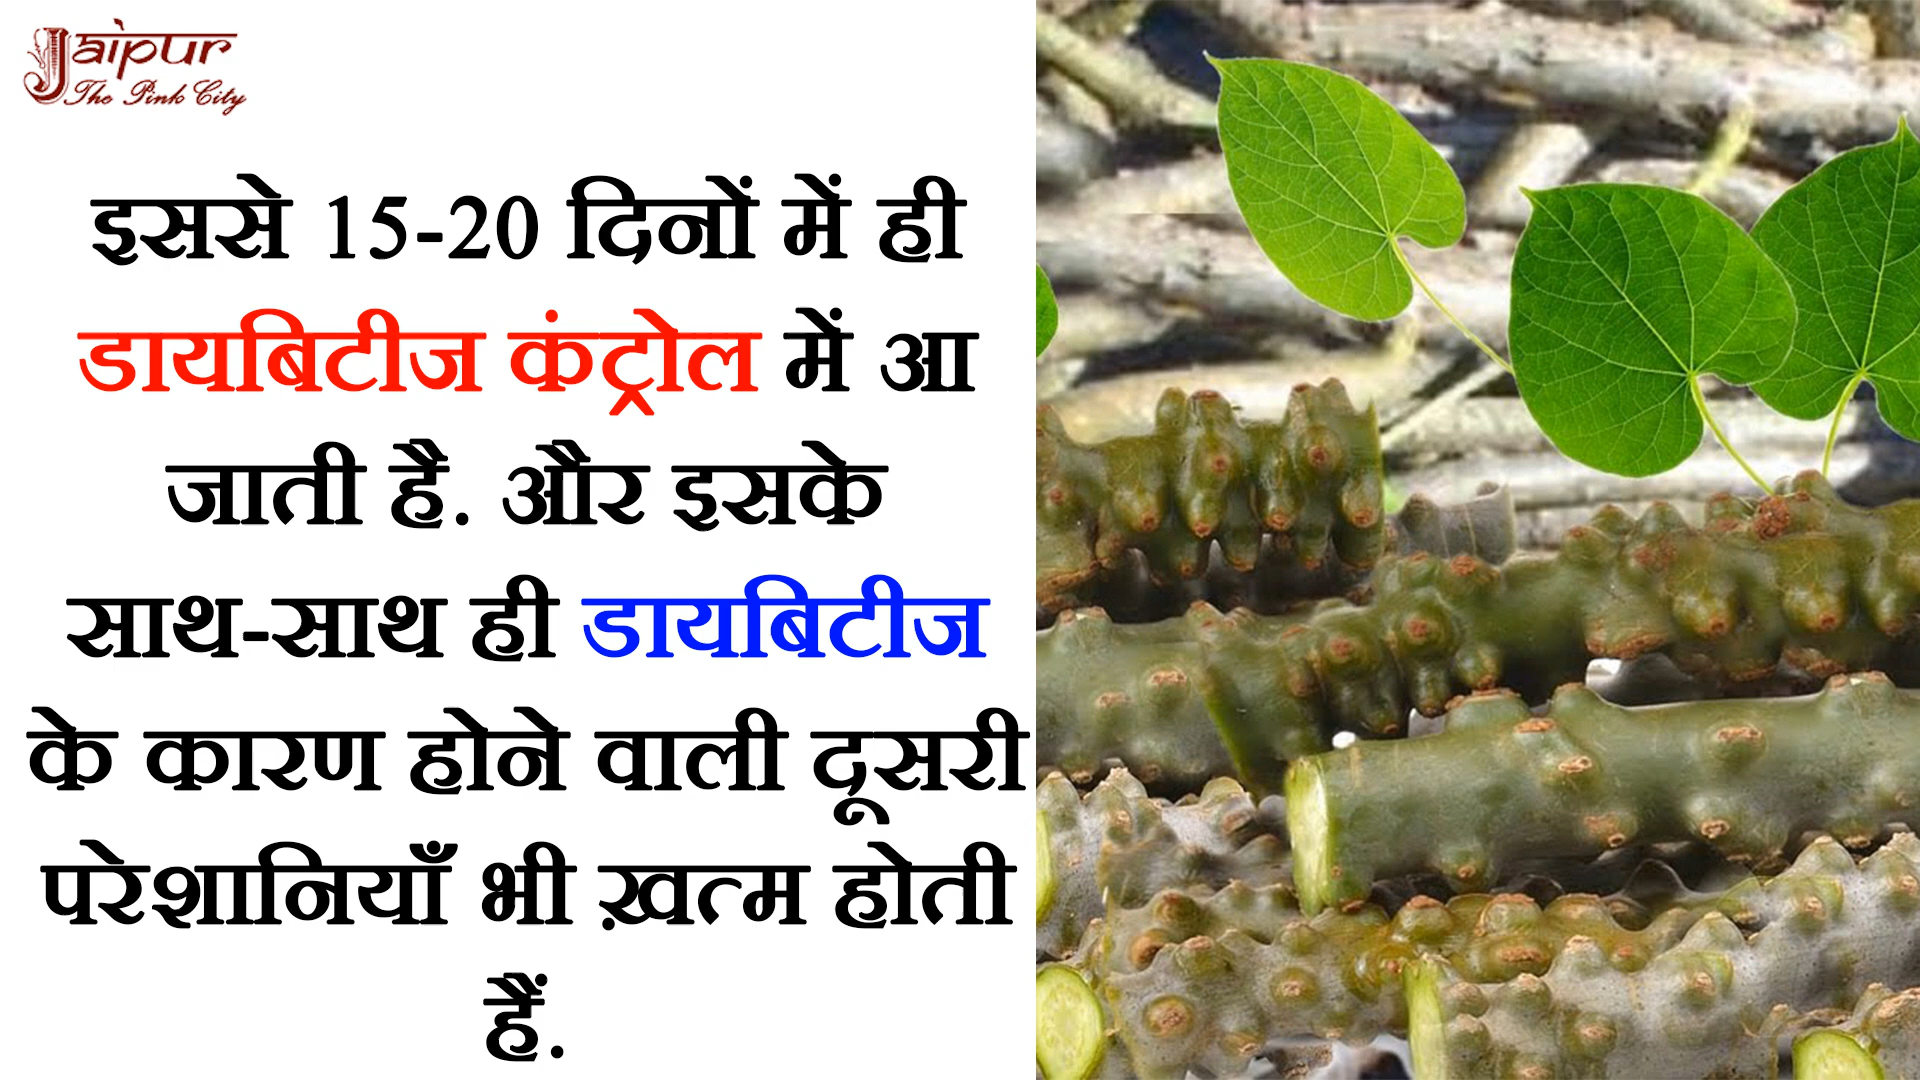 Jaipur
The Pink City
इससे 15-20 दिनों में ही
डायबिटीज कंट्रोल में आ
जाती है. और इसके
साथ-साथ ही डायबिटीज
के कारण होने वाली दूसरी
परेशानियाँ भी ख़त्म होती
हैं.